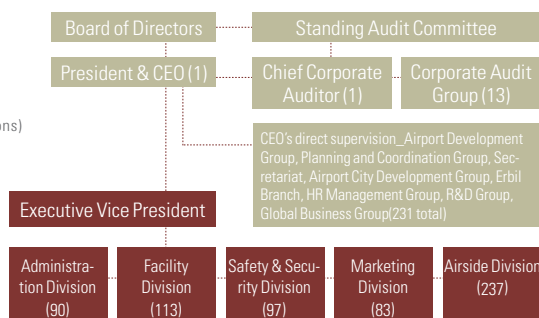 Board of Directors
Standing Audit Committee
President & CEO (1)
Chief Corporate
Auditor (1)
Corporate Audit
Group (13)
ons)
CEO's direct supervision_Airport Development
Group, Planning and Coordination Group, Sec-
retariat, Airport City Development Group, Erbil
Branch, HR Management Group, R&D Group,
Global Business Group(231 total)
Executive Vice President
Administra-
tion Division
(90)
Facility
Division
(113)
Safety & Secu-
rity Division
(97)
Marketing
Division
(83)
Airside Division
(237)